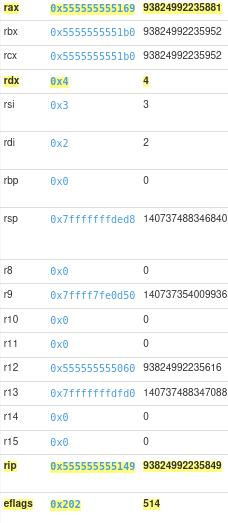 rax 0x555555555169 93824992235881
rbx 0x5555555551b0 93824992235952
rcx 0x5555555551b0 93824992235952
rdx 0x4 4
rsi 0x3 3
rdi 0x2 2
rbp 0x0 0
rsp 0x7fffffffded8 140737488346840
r8 0x0 0
r9 0x7ffff7fe0d50 140737354009936
r10 0x0 0
r11 0x0 0
r12 0x555555555060 93824992235616
r13 0x7fffffffdfd0 140737488347088
r14 0x0 0
r15 0x0 0
rip 0x555555555149 93824992235849
eflags 0x202 514